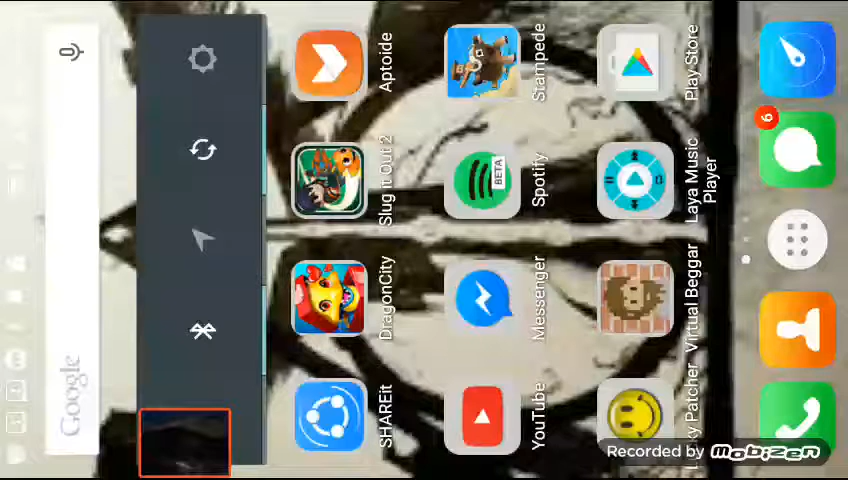 Google
SHAREit
DragonCity
Slug it Out 2
Aptoide
YouTube
Messenger
Spotify
BETA
Stampede
Lucky Patcher
Virtual Beggar
Laya Music
Player
Play Store
6
Recorded by mobizen